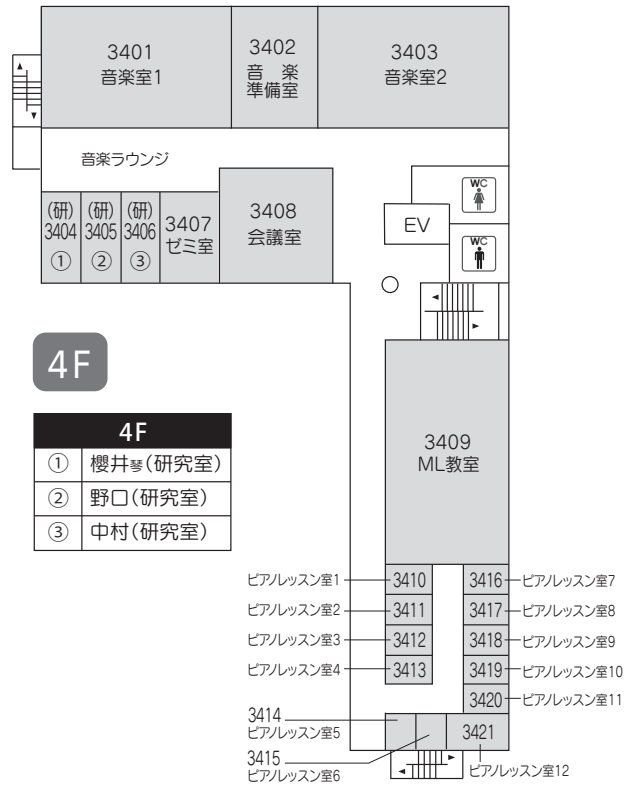 3401
音楽室1
3402
音 楽
準備室
3403
音楽室2
音楽ラウンジ
(研)
3404
①
(研)
3405
②
(研)
3406
③
3407
ゼミ室
3408
会議室
WC
EV
WC
4F
4F
① 櫻井琴(研究室)
② 野口(研究室)
③ 中村(研究室)
3409
ML教室
ピアノレッスン室1 3410
3416 ピアノレッスン室7
ピアノレッスン室2 3411
3417 ピアノレッスン室8
ピアノレッスン室3 3412
3418 ピアノレッスン室9
ピアノレッスン室4 3413
3419 ピアノレッスン室10
3420 ピアノレッスン室11
3414
ピアノレッスン室5
3421
3415
ピアノレッスン室6
ピアノレッスン室12